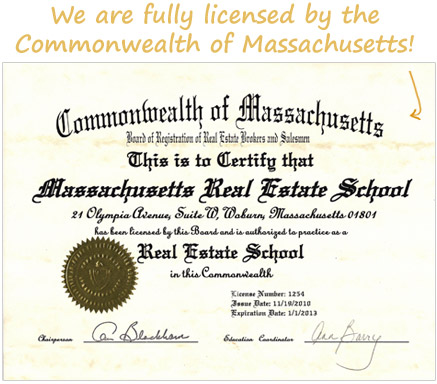 We are fully licensed by the
Commonwealth of Massachusetts!
Commonwealth of Massachusetts
Board of Registration of Real Estate Brokers and Salesmen
This is to Certify that
Massachusetts Real Estate School
21 Olympia Avenue, Suite W, Woburn, Massachusetts 01801
has been licensed by this Board and is authorized to practice as a
Real Estate School
in this Commonwealth
License Number: 1254
Issue Date: 11/19/2010
Expiration Date: 1/1/2013
Chairperson
Education Coordinator Ann Barry